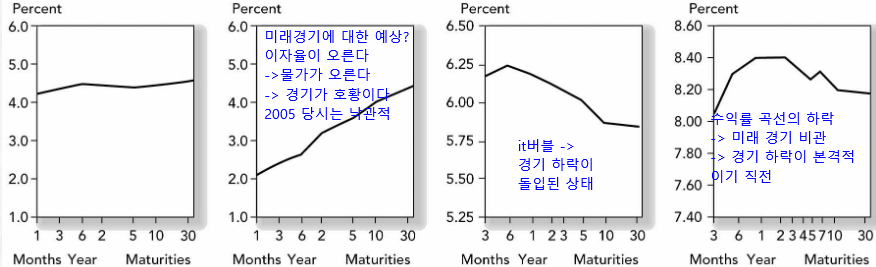 Percent
6.0
5.0
4.0
3.0
2.0
1.0
1 3 6 2 5 10 30
Months Year Maturities
Percent
6.0
5.0
4.0
3.0
2.0
1.0
미래경기에 대한 예상?
이자율이 오른다
->물가가 오른다
-> 경기가 호황이다
2005 당시는 낙관적
1 3 6 2 5 10 30
Months Year Maturities
Percent
6.50
6.25
6.00
5.75
5.50
5.25
it버블 ->
경기 하락이
돌입된 상태
3 6 1 2 3 5 10 30
Months Year Maturities
Percent
8.60
8.40
8.20
8.00
7.80
7.60
7.40
수익률 곡선의 하락
-> 미래 경기 비관
-> 경기 하락이 본격적
이기 직전
3 6 1 2 3 4 5 7 10 30
Months Year Maturities